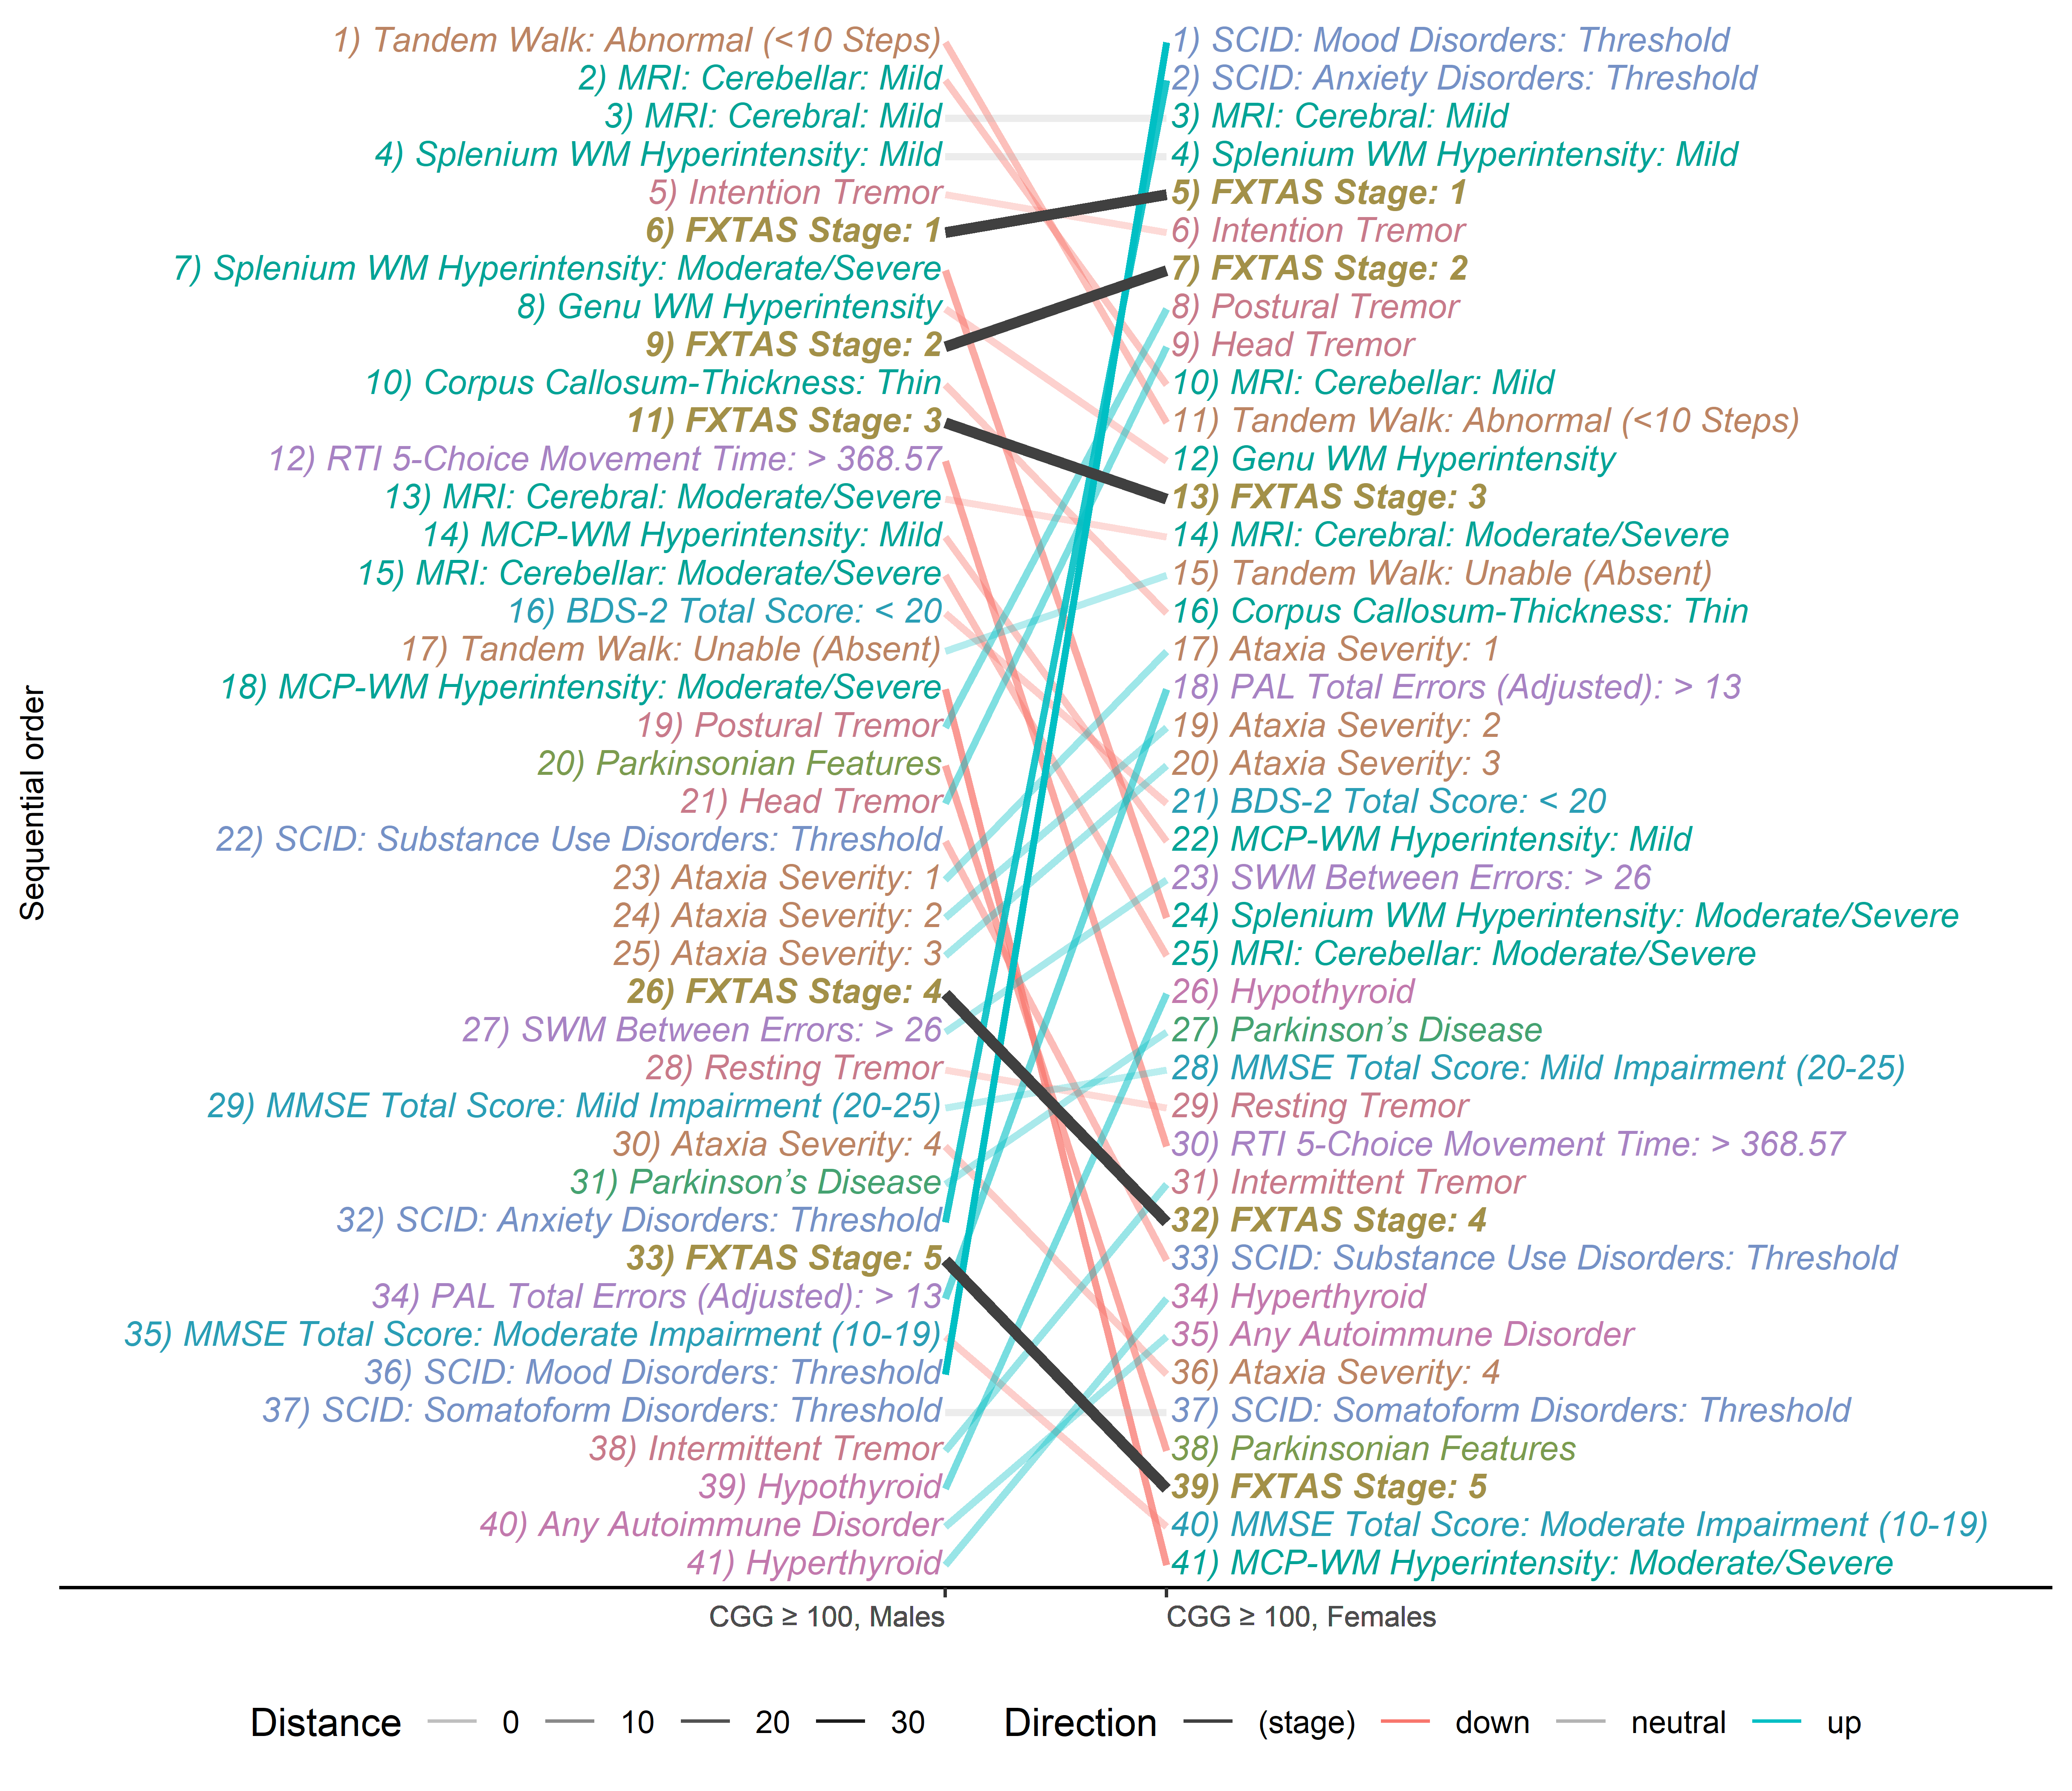 1) Tandem Walk: Abnormal (<10 Steps)
2) MRI: Cerebellar: Mild
3) MRI: Cerebral: Mild
4) Splenium WM Hyperintensity: Mild
5) Intention Tremor
6) FXTAS Stage: 1
7) Splenium WM Hyperintensity: Moderate/Severe
8) Genu WM Hyperintensity
9) FXTAS Stage: 2
10) Corpus Callosum-Thickness: Thin
11) FXTAS Stage: 3
12) RTI 5-Choice Movement Time: > 368.57
13) MRI: Cerebral: Moderate/Severe
14) MCP-WM Hyperintensity: Mild
15) MRI: Cerebellar: Moderate/Severe
16) BDS-2 Total Score: < 20
17) Tandem Walk: Unable (Absent)
18) MCP-WM Hyperintensity: Moderate/Severe
19) Postural Tremor
20) Parkinsonian Features
21) Head Tremor
22) SCID: Substance Use Disorders: Threshold
23) Ataxia Severity: 1
24) Ataxia Severity: 2
25) Ataxia Severity: 3
26) FXTAS Stage: 4
27) SWM Between Errors: > 26
28) Resting Tremor
29) MMSE Total Score: Mild Impairment (20-25)
30) Ataxia Severity: 4
31) Parkinson's Disease
32) SCID: Anxiety Disorders: Threshold
33) FXTAS Stage: 5
34) PAL Total Errors (Adjusted): > 13
35) MMSE Total Score: Moderate Impairment (10-19)
36) SCID: Mood Disorders: Threshold
37) SCID: Somatoform Disorders: Threshold
38) Intermittent Tremor
39) Hypothyroid
40) Any Autoimmune Disorder
41) Hyperthyroid
1) SCID: Mood Disorders: Threshold
2) SCID: Anxiety Disorders: Threshold
3) MRI: Cerebral: Mild
4) Splenium WM Hyperintensity: Mild
5) FXTAS Stage: 1
6) Intention Tremor
7) FXTAS Stage: 2
8) Postural Tremor
9) Head Tremor
10) MRI: Cerebellar: Mild
11) Tandem Walk: Abnormal (<10 Steps)
12) Genu WM Hyperintensity
13) FXTAS Stage: 3
14) MRI: Cerebral: Moderate/Severe
15) Tandem Walk: Unable (Absent)
16) Corpus Callosum-Thickness: Thin
17) Ataxia Severity: 1
18) PAL Total Errors (Adjusted): > 13
19) Ataxia Severity: 2
20) Ataxia Severity: 3
21) BDS-2 Total Score: < 20
22) MCP-WM Hyperintensity: Mild
23) SWM Between Errors: > 26
24) Splenium WM Hyperintensity: Moderate/Severe
25) MRI: Cerebellar: Moderate/Severe
26) Hypothyroid
27) Parkinson's Disease
28) MMSE Total Score: Mild Impairment (20-25)
29) Resting Tremor
30) RTI 5-Choice Movement Time: > 368.57
31) Intermittent Tremor
32) FXTAS Stage: 4
33) SCID: Substance Use Disorders: Threshold
34) Hyperthyroid
35) Any Autoimmune Disorder
36) Ataxia Severity: 4
37) SCID: Somatoform Disorders: Threshold
38) Parkinsonian Features
39) FXTAS Stage: 5
40) MMSE Total Score: Moderate Impairment (10-19)
41) MCP-WM Hyperintensity: Moderate/Severe
Sequential order
CGG ≥ 100, Males
CGG ≥ 100, Females
Distance 0 10 20 30
Direction (stage) down neutral up